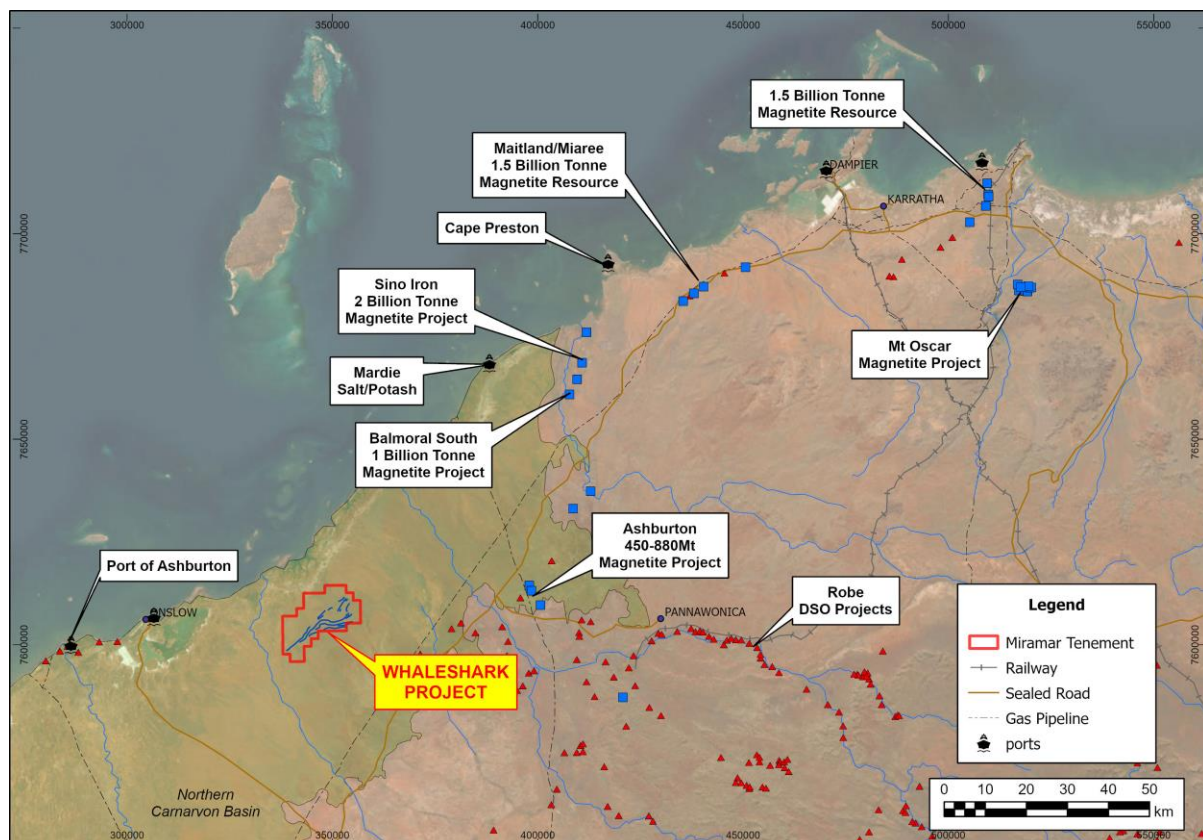 300000
350000
400000
450000
500000
550000
1.5 Billion Tonne
Magnetite Resource
Maitland/Miaree
1.5 Billion Tonne
Magnetite Resource
DAMPIER
KARRATHA
Cape Preston
7700000
7700000
Sino Iron
2 Billion Tonne
Magnetite Project
Mt Oscar
Magnetite Project
Mardie
Salt/Potash
7650000
7650000
Balmoral South
1 Billion Tonne
Magnetite Project
Ashburton
450-880Mt
Magnetite Project
Port of Ashburton
Robe
DSO Projects
NSLOW
PANNAWONICA
7600000
7600000
WHALESHARK
PROJECT
Legend
Miramar Tenement
Railway
Sealed Road
Gas Pipeline
ports
Northern
Carnarvon Basin
0 10 20 30 40 50
km
300000
350000
400000
450000
500000
550000